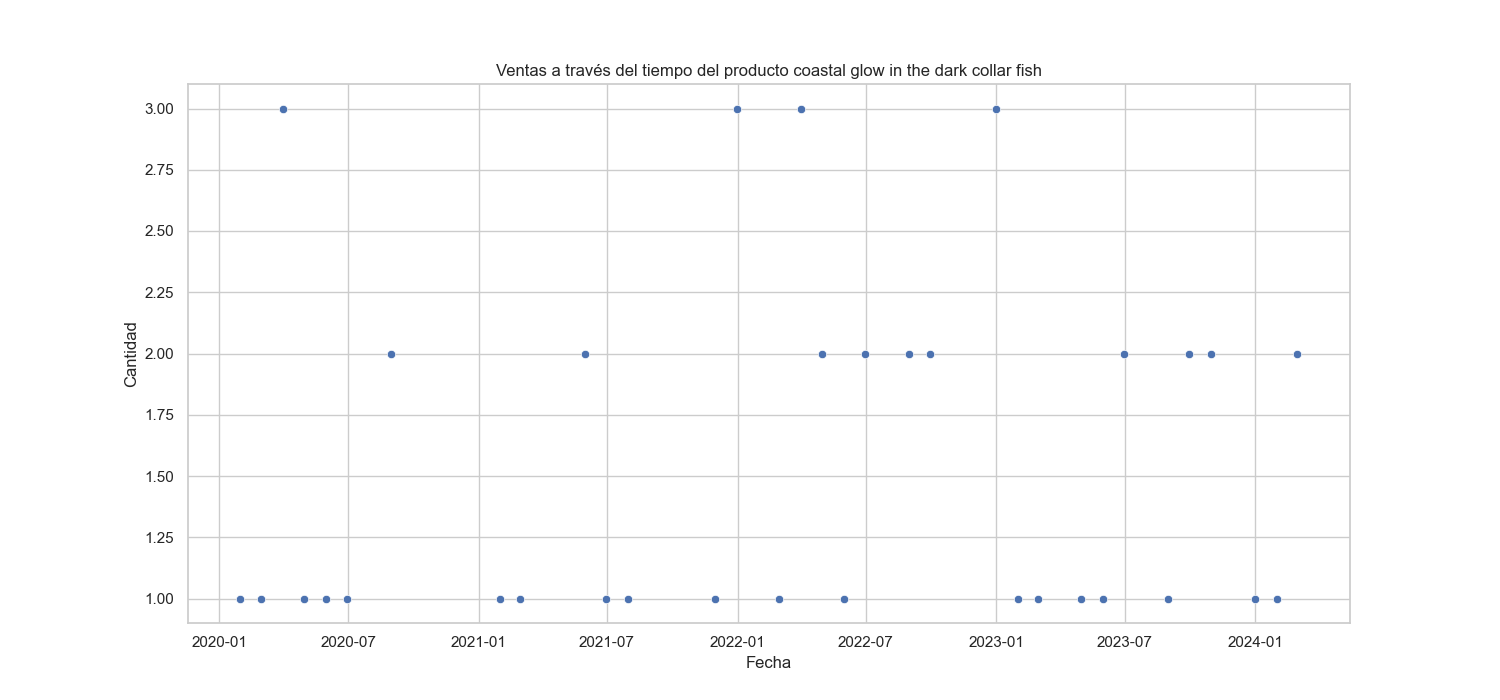 Ventas a través del tiempo del producto coastal glow in the dark collar fish
3.00
2.75
2.50
2.25
2.00
1.75
1.50
1.25
1.00
Cantidad
2020-01 2020-07 2021-01 2021-07 2022-01 2022-07 2023-01 2023-07 2024-01
Fecha